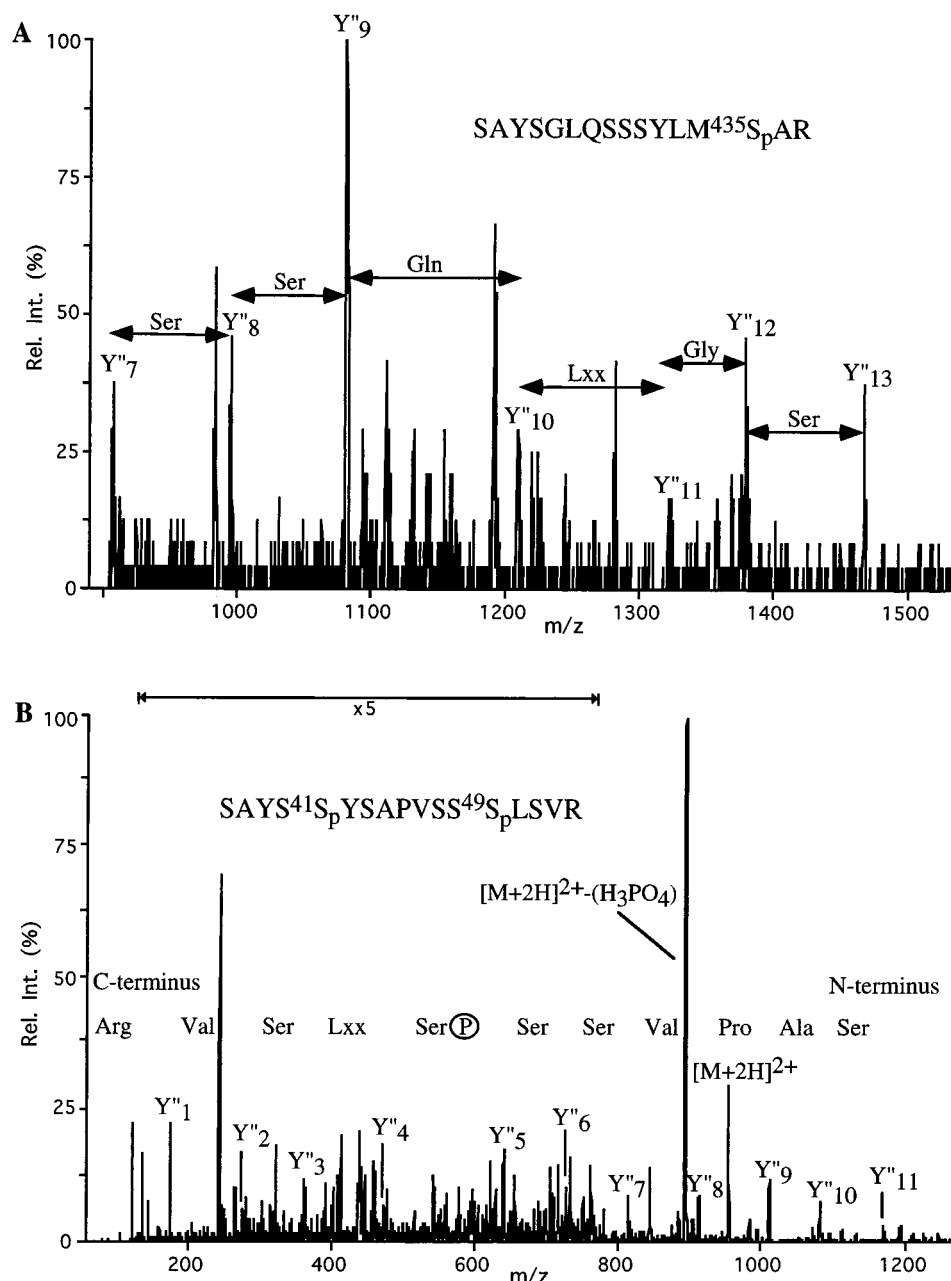 A
Y"9
100
SAYSGLQSSSYLM⁴³⁵SₚAR
75
Rel. Int. (%)
Gln
Ser
50
Ser
Y"8
Y"12
Gly
Y"7
Lxx
Y"13
Ser
Y"10
25
Y"11
0
1000 1100 1200 1300 1400 1500
m/z
x5
B
100
SAYS⁴¹SₚYSAPVSS⁴⁹SₚLSVR
75
[M+2H]²⁺-(H₃PO₄)
Rel. Int. (%)
50
C-terminus N-terminus
Arg Val Ser Lxx Ser P Ser Ser Val Pro Ala Ser
[M+2H]²⁺
25
Y"1 Y"2 Y"3 Y"4 Y"5 Y"6 Y"7 Y"8 Y"9 Y"10 Y"11
0
200 400 600 800 1000 1200
m/z